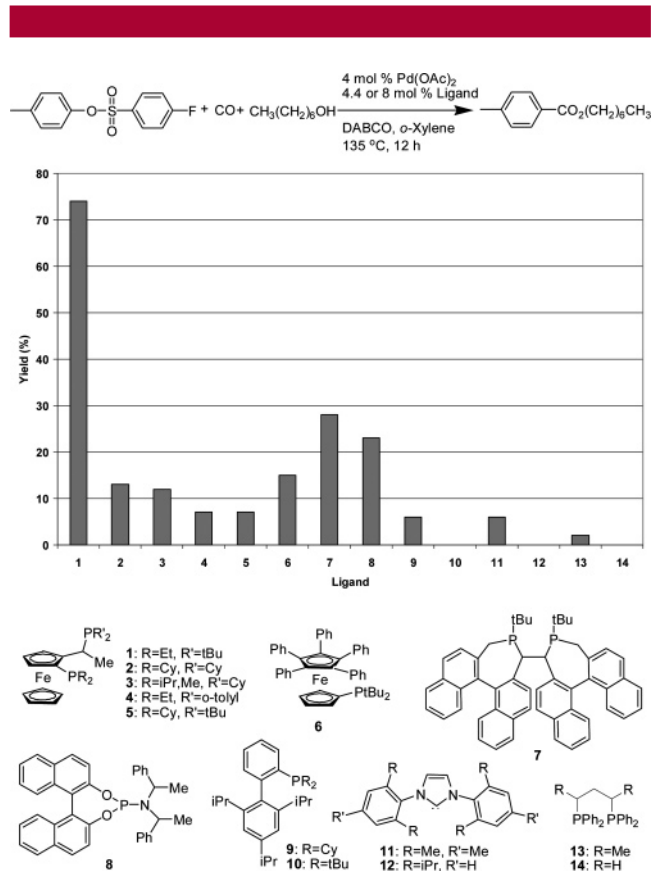 4 mol % Pd(OAc)2
4.4 or 8 mol % Ligand
O S O O F + CO+ CH3(CH2)6OH CO2(CH2)6CH3
DABCO, o-Xylene
135 °C, 12 h
80
70
60
50
40
30
20
10
0
Yield (%)
1 2 3 4 5 6 7 8 9 10 11 12 13 14
Ligand
PR'2
Me
Fe PR2
1: R=Et, R'=tBu
2: R=Cy, R'=Cy
3: R=iPr,Me, R'=Cy
4: R=Et, R'=o-tolyl
5: R=Cy, R'=tBu
Ph
Ph Ph
Ph Ph
Fe
PtBu2
6
tBu tBu
P P
7
Ph
Me
O P N
O Me
Ph
8
PR2
iPr iPr
iPr
9: R=Cy
10: R=tBu
R R
N N
R' R R R'
11: R=Me, R'=Me
12: R=iPr, R'=H
R R
PPh2 PPh2
13: R=Me
14: R=H